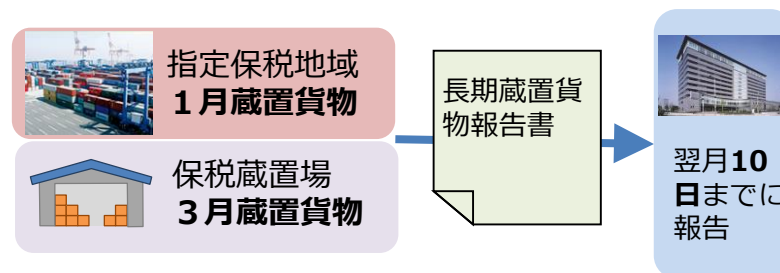 指定保税地域
１月蔵置貨物
保税蔵置場
３月蔵置貨物
長期蔵置貨
物報告書
翌月10
日までに
報告